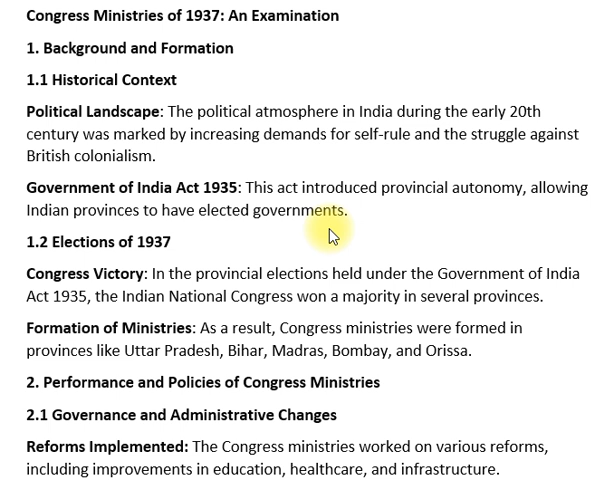 Congress Ministries of 1937: An Examination
1. Background and Formation
1.1 Historical Context
Political Landscape: The political atmosphere in India during the early 20th
century was marked by increasing demands for self-rule and the struggle against
British colonialism.
Government of India Act 1935: This act introduced provincial autonomy, allowing
Indian provinces to have elected governments.
1.2 Elections of 1937
Congress Victory: In the provincial elections held under the Government of India
Act 1935, the Indian National Congress won a majority in several provinces.
Formation of Ministries: As a result, Congress ministries were formed in
provinces like Uttar Pradesh, Bihar, Madras, Bombay, and Orissa.
2. Performance and Policies of Congress Ministries
2.1 Governance and Administrative Changes
Reforms Implemented: The Congress ministries worked on various reforms,
including improvements in education, healthcare, and infrastructure.